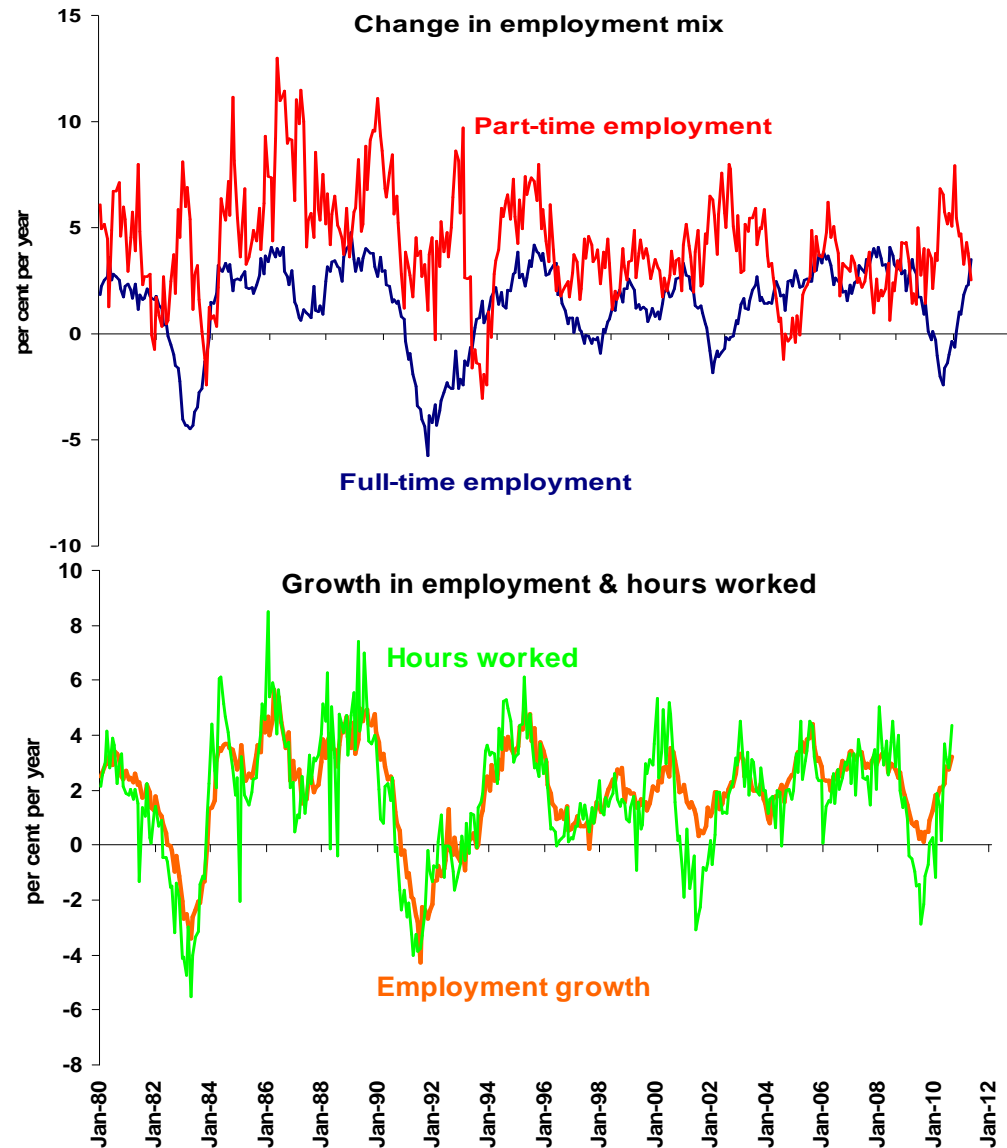 Change in employment mix
15
10
5
0
-5
-10
per cent per year
Part-time employment
Full-time employment
Growth in employment & hours worked
10
8
6
4
2
0
-2
-4
-6
-8
per cent per year
Hours worked
Employment growth
Jan-80
Jan-82
Jan-84
Jan-86
Jan-88
Jan-90
Jan-92
Jan-94
Jan-96
Jan-98
Jan-00
Jan-02
Jan-04
Jan-06
Jan-08
Jan-10
Jan-12